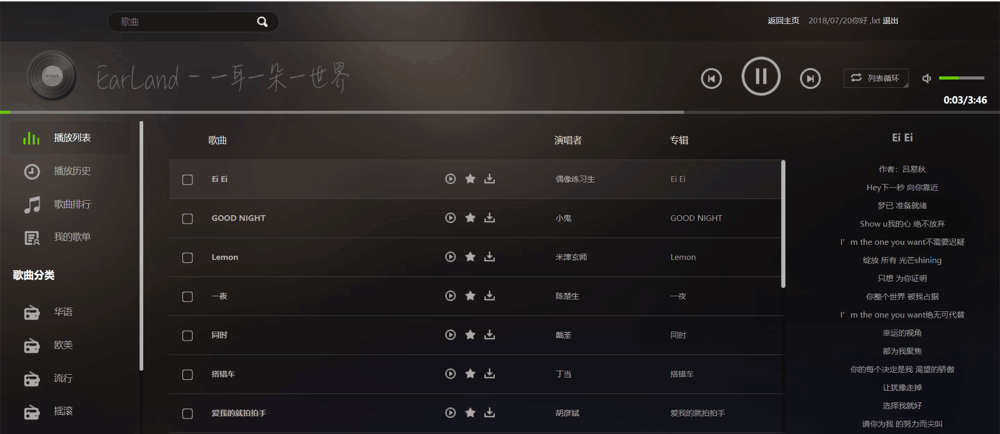 歌曲
返回主页 2018/07/20你好 ,lxt 退出
SSING
EarLand - 一耳一朵一世界
列表循环
0:03/3:46
播放列表
播放历史
歌曲排行
我的歌单
歌曲分类
华语
欧美
流行
摇滚
歌曲 演唱者 专辑
Ei Ei 偶像练习生 Ei Ei
GOOD NIGHT 小鬼 GOOD NIGHT
Lemon 米津玄师 Lemon
一夜 陈楚生 一夜
同时 戴荃 同时
搭错车 丁当 搭错车
爱我的就拍拍手 胡彦斌 爱我的就拍拍手
Ei Ei
作者：吕易秋
Hey下一秒 向你靠近
梦已 准备就绪
Show u我的心 绝不放弃
I’m the one you want不需要迟疑
绽放 所有 光芒shining
只想 为你证明
你整个世界 被我占据
I’m the one you want绝无可代替
幸运的视角
都为我聚焦
你的每个决定是我 渴望的骄傲
让犹豫走掉
选择我就好
请你为我 的努力而尖叫